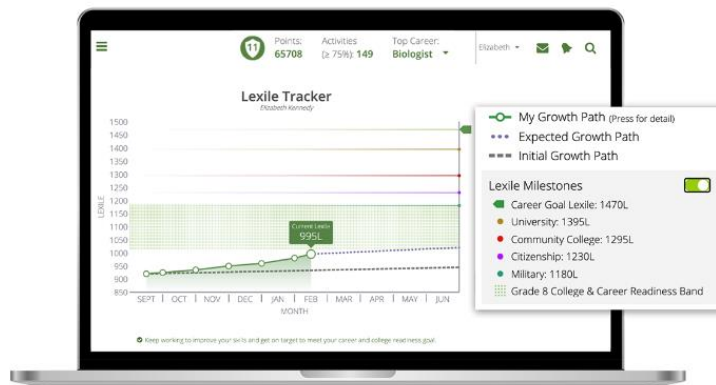 11
Points: Activities Top Career:
65708 (≥ 75%): 149 Biologist
Elizabeth
Lexile Tracker
Elizabeth Kennedy
1500
1450
1400
1350
1300
1250
1200
1150
1100
1050
1000
950
900
850
LEXILE
Current Lexile
995L
SEPT OCT NOV DEC JAN FEB MAR APR MAY JUN
MONTH
Keep working to improve your skills and get on target to meet your career and college readiness goal.
My Growth Path (Press for detail)
Expected Growth Path
Initial Growth Path
Lexile Milestones
Career Goal Lexile: 1470L
University: 1395L
Community College: 1295L
Citizenship: 1230L
Military: 1180L
Grade 8 College & Career Readiness Band